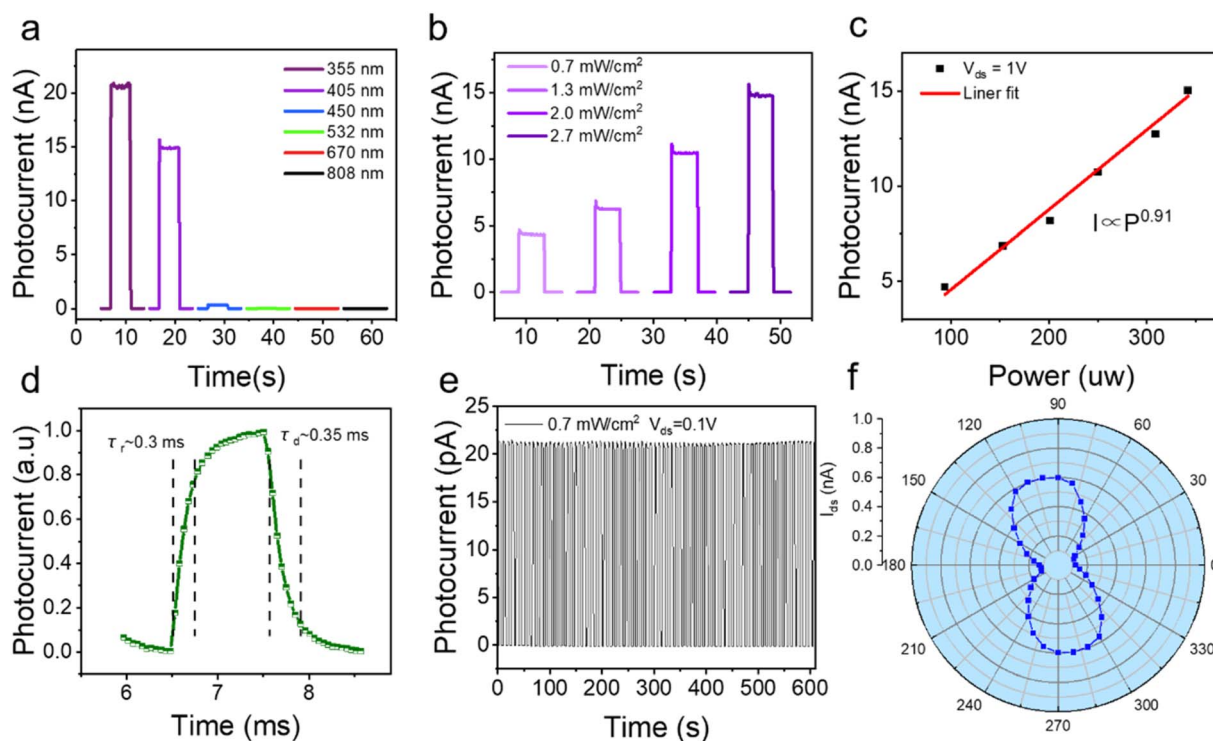 a
Photocurrent (nA)
20
15
10
5
0
355 nm
405 nm
450 nm
532 nm
670 nm
808 nm
0 10 20 30 40 50 60
Time(s)
b
Photocurrent (nA)
15
10
5
0
0.7 mW/cm²
1.3 mW/cm²
2.0 mW/cm²
2.7 mW/cm²
10 20 30 40 50
Time (s)
c
Photocurrent (nA)
15
10
5
V_ds = 1V
Liner fit
I∝P^0.91
100 200 300
Power (uw)
d
Photocurrent (a.u)
1.0
0.8
0.6
0.4
0.2
0.0
τ_r~0.3 ms
τ_d~0.35 ms
6 7 8
Time (ms)
e
Photocurrent (pA)
25
20
15
10
5
0
0.7 mW/cm² V_ds=0.1V
0 100 200 300 400 500 600
Time (s)
f
I_ds (nA)
1.0
0.8
0.6
0.4
0.2
0.0
0
30
60
90
120
150
180
210
240
270
300
330